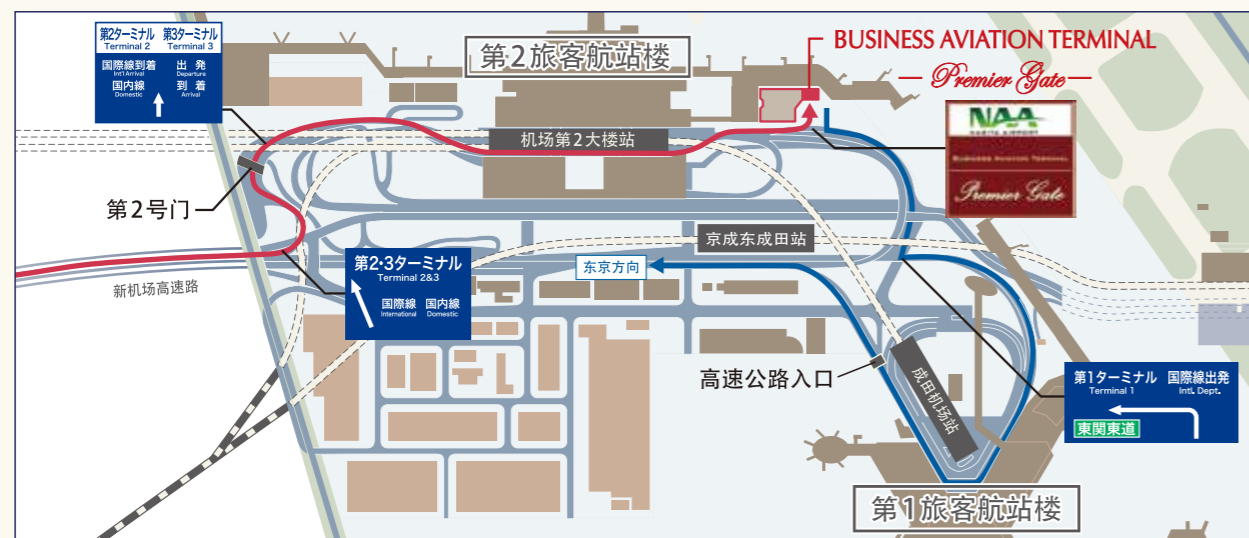 第2ターミナル 第3ターミナル
Terminal 2 Terminal 3
国際線到着 出発
Int'l Arrival Departure
国内線 到着
Domestic Arrival
第2旅客航站楼
BUSINESS AVIATION TERMINAL
Premier Gate
NAA
NARITA AIRPORT
BUSINESS AVIATION TERMINAL
Premier Gate
机场第2大楼站
第2号门
京成东成田站
东京方向
新机场高速路
第2・3ターミナル
Terminal 2&3
国際線 国内線
International Domestic
高速公路入口
成田机场站
第1ターミナル 国際線出発
Terminal 1 Intl. Dept.
東関東道
第1旅客航站楼